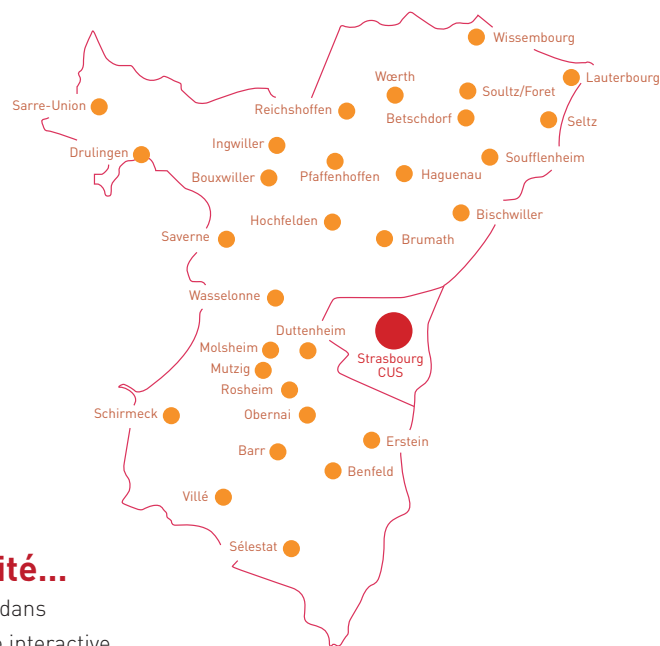 Wissembourg
Lauterbourg
Wœrth
Soultz/Foret
Sarre-Union
Reichshoffen
Betschdorf
Seltz
Ingwiller
Drulingen
Soufflenheim
Bouxwiller
Pfaffenhoffen
Haguenau
Hochfelden
Bischwiller
Saverne
Brumath
Wasselonne
Duttenheim
Molsheim
Strasbourg
CUS
Mutzig
Rosheim
Schirmeck
Obernai
Erstein
Barr
Benfeld
Villé
Sélestat
ité...
dans
interactive